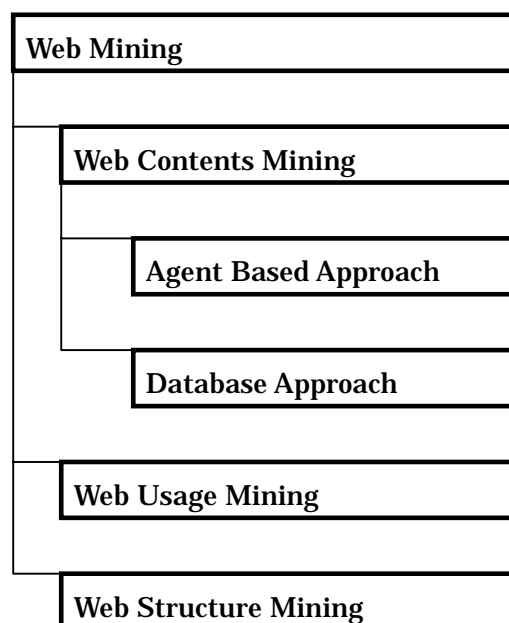 Web Mining
Web Contents Mining
Agent Based Approach
Database Approach
Web Usage Mining
Web Structure Mining